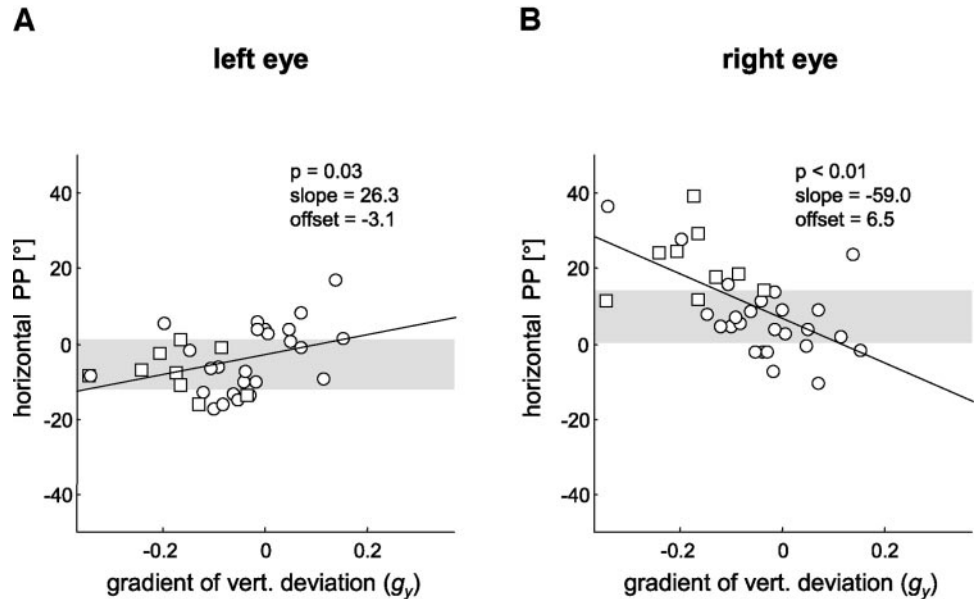 A
left eye
p = 0.03
slope = 26.3
offset = -3.1
horizontal PP [°]
40
20
0
-20
-40
-0.2 0 0.2
gradient of vert. deviation (gy)
B
right eye
p < 0.01
slope = -59.0
offset = 6.5
horizontal PP [°]
40
20
0
-20
-40
-0.2 0 0.2
gradient of vert. deviation (gy)